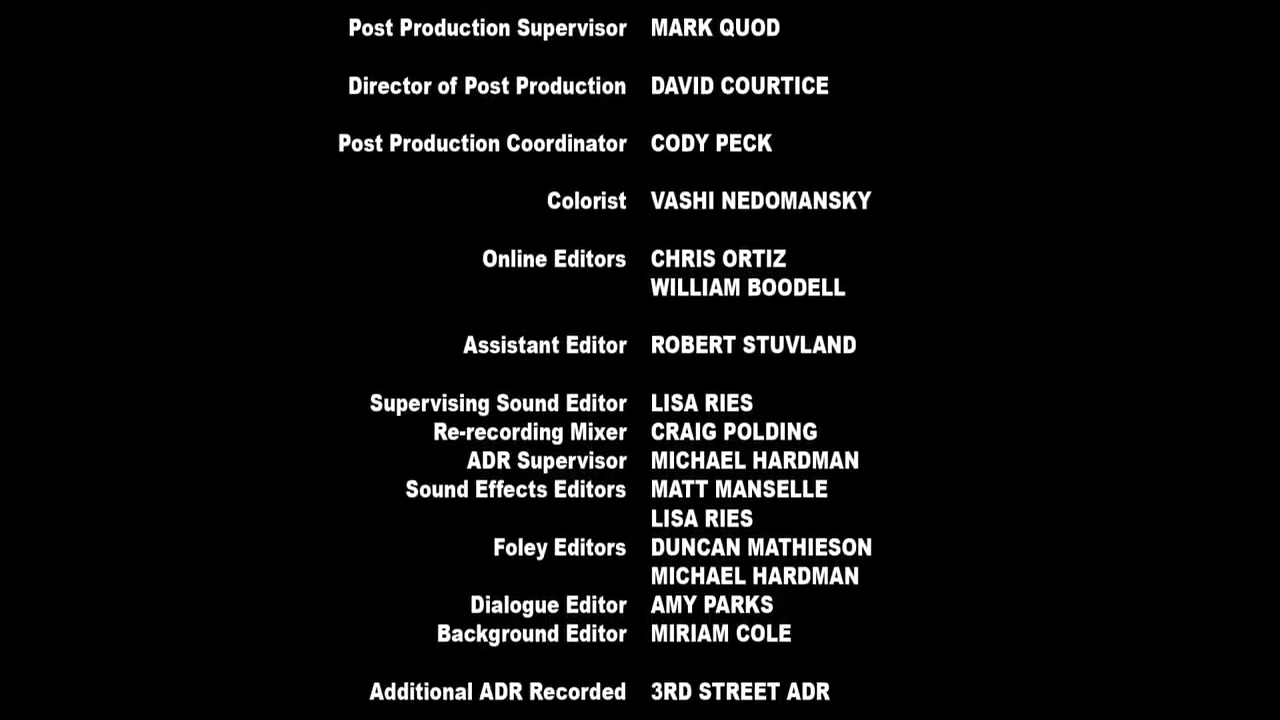 Post Production Supervisor MARK QUOD
Director of Post Production DAVID COURTICE
Post Production Coordinator CODY PECK
Colorist VASHI NEDOMANSKY
Online Editors CHRIS ORTIZ
WILLIAM BOODELL
Assistant Editor ROBERT STUVLAND
Supervising Sound Editor LISA RIES
Re-recording Mixer CRAIG POLDING
ADR Supervisor MICHAEL HARDMAN
Sound Effects Editors MATT MANSELLE
LISA RIES
Foley Editors DUNCAN MATHIESON
MICHAEL HARDMAN
Dialogue Editor AMY PARKS
Background Editor MIRIAM COLE
Additional ADR Recorded 3RD STREET ADR